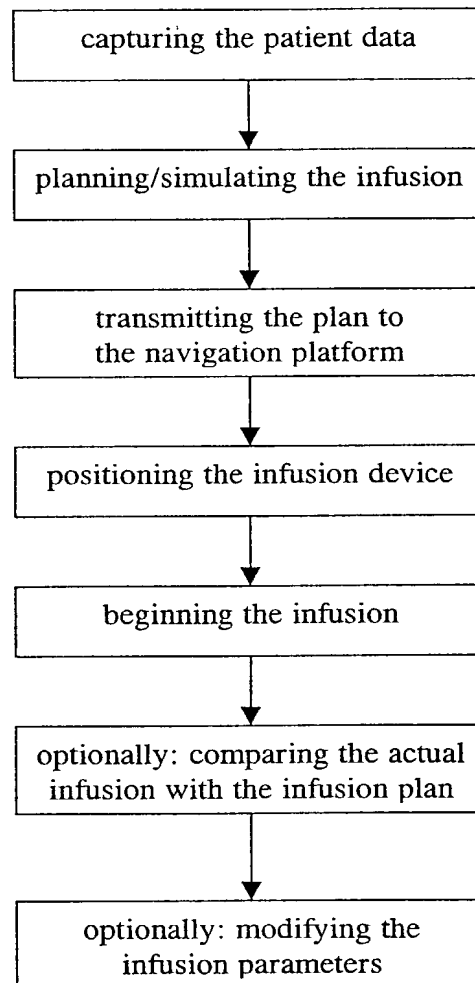 capturing the patient data
planning/simulating the infusion
transmitting the plan to
the navigation platform
positioning the infusion device
beginning the infusion
optionally: comparing the actual
infusion with the infusion plan
optionally: modifying the
infusion parameters